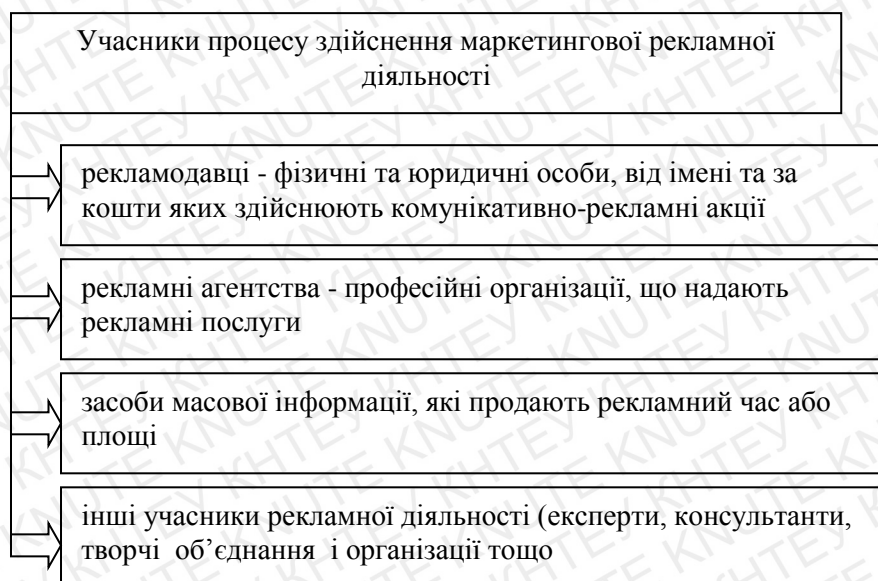 Учасники процесу здійснення маркетингової рекламної
діяльності
рекламодавці - фізичні та юридичні особи, від імені та за
кошти яких здійснюють комунікативно-рекламні акції
рекламні агентства - професійні організації, що надають
рекламні послуги
засоби масової інформації, які продають рекламний час або
площі
інші учасники рекламної діяльності (експерти, консультанти,
творчі об’єднання і організації тощо